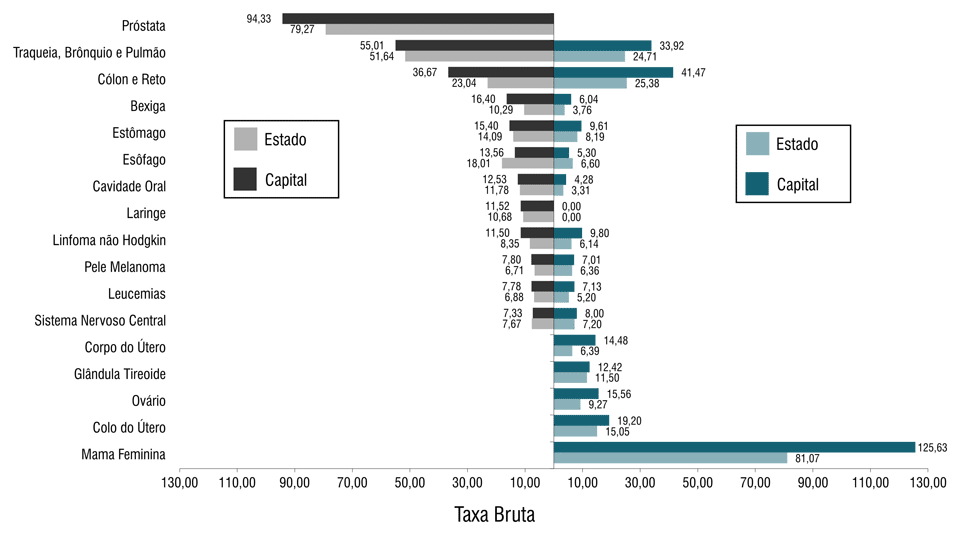 Próstata 94,33 79,27
Traqueia, Brônquio e Pulmão 55,01 51,64 33,92 24,71
Cólon e Reto 36,67 23,04 41,47 25,38
Bexiga 16,40 10,29 6,04 3,76
Estômago 15,40 14,09 9,61 8,19
Esôfago 13,56 18,01 5,30 6,60
Cavidade Oral 12,53 11,78 4,28 3,31
Laringe 11,52 10,68 0,00 0,00
Linfoma não Hodgkin 11,50 8,35 9,80 6,14
Pele Melanoma 7,80 6,71 7,01 6,36
Leucemias 7,78 6,88 7,13 5,20
Sistema Nervoso Central 7,33 7,67 8,00 7,20
Corpo do Útero 14,48 6,39
Glândula Tireoide 12,42 11,50
Ovário 15,56 9,27
Colo do Útero 19,20 15,05
Mama Feminina 125,63 81,07
Estado
Capital
Estado
Capital
130,00 110,00 90,00 70,00 50,00 30,00 10,00 10,00 30,00 50,00 70,00 90,00 110,00 130,00
Taxa Bruta